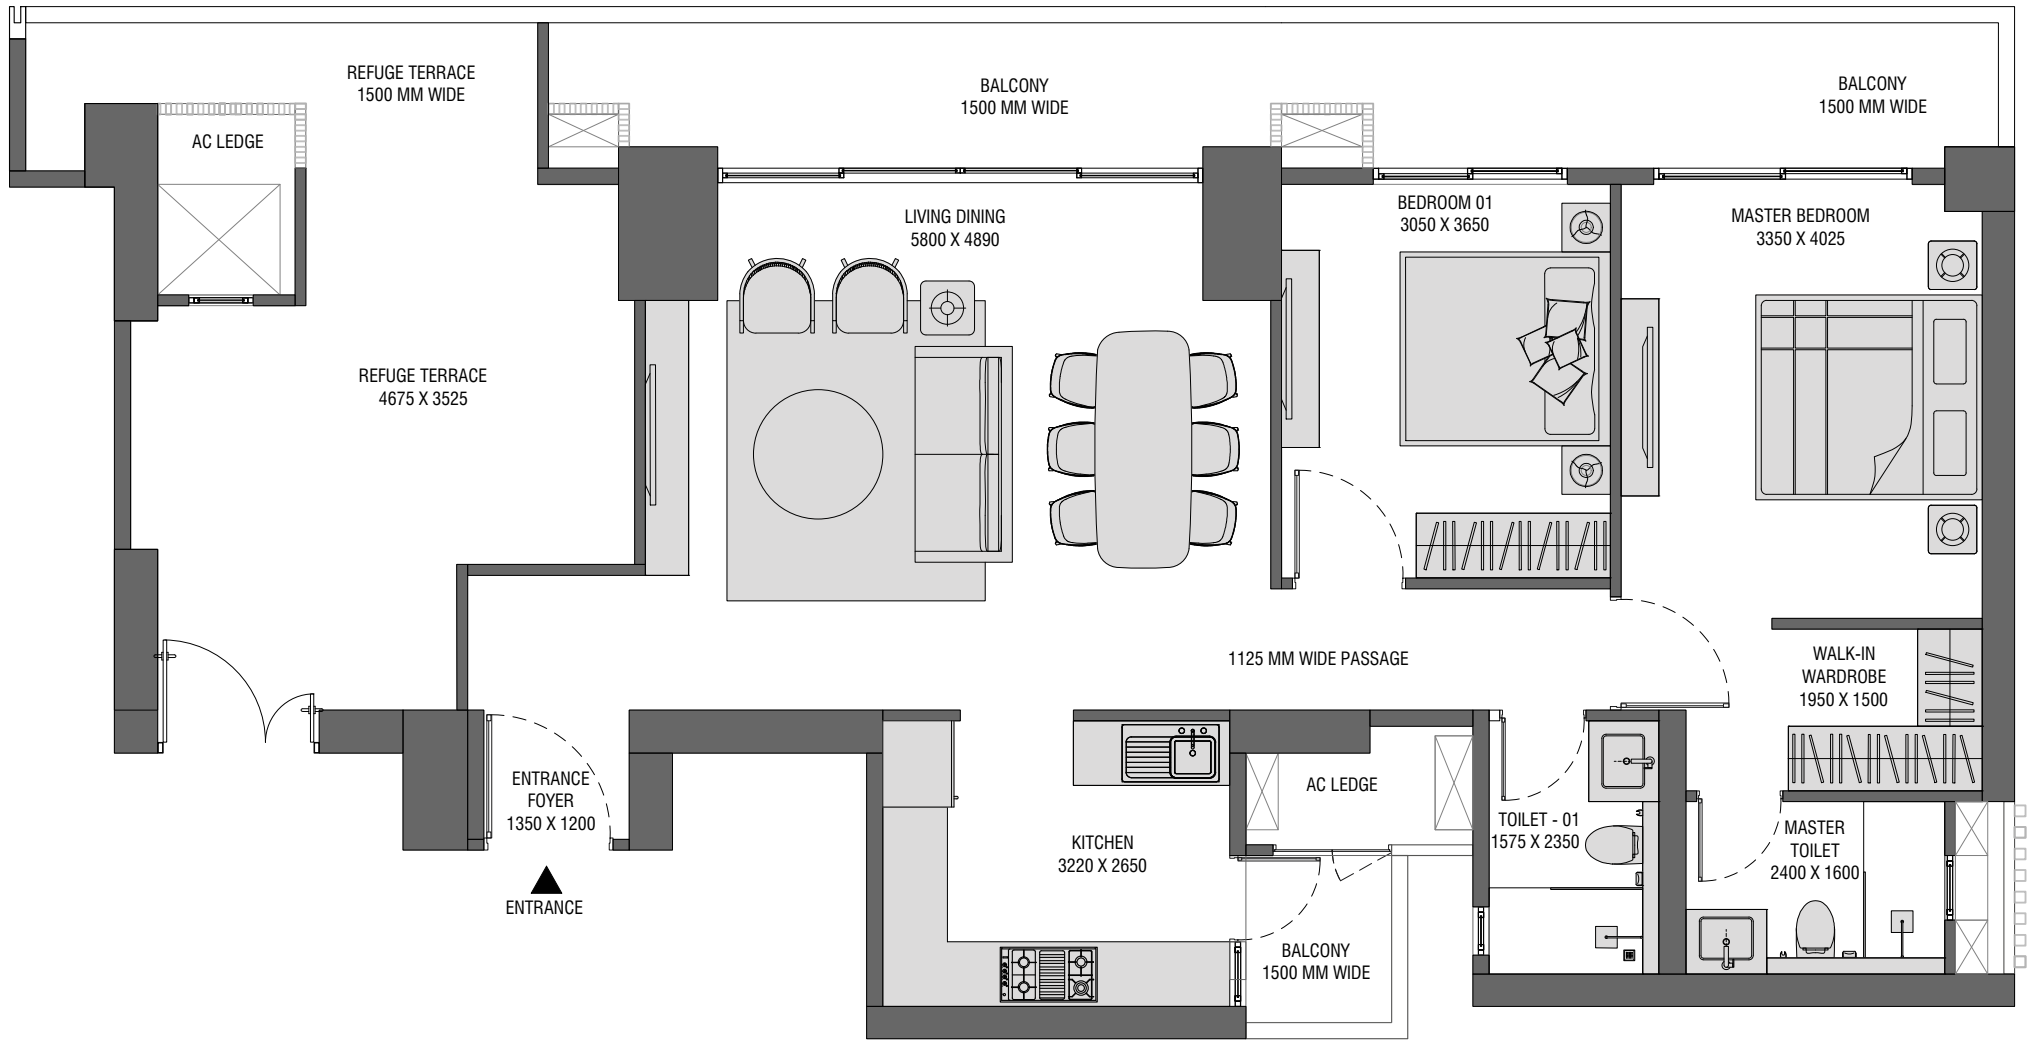 REFUGE TERRACE
1500 MM WIDE
BALCONY
1500 MM WIDE
BALCONY
1500 MM WIDE
AC LEDGE
LIVING DINING
5800 X 4890
BEDROOM 01
3050 X 3650
MASTER BEDROOM
3350 X 4025
REFUGE TERRACE
4675 X 3525
1125 MM WIDE PASSAGE
WALK-IN
WARDROBE
1950 X 1500
ENTRANCE
FOYER
1350 X 1200
ENTRANCE
KITCHEN
3220 X 2650
AC LEDGE
BALCONY
1500 MM WIDE
TOILET - 01
1575 X 2350
MASTER
TOILET
2400 X 1600